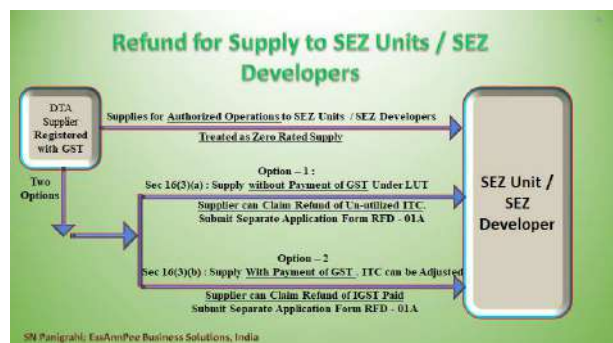 Refund for Supply to SEZ Units / SEZ
Developers
DTA
Supplier
Registered
with GST
Supplies for Authorized Operations to SEZ Units / SEZ Developers
Treated as Zero Rated Supply
Two
Options
Option – 1 :
Sec 16(3)(a) : Supply without Payment of GST Under LUT
Supplier can Claim Refund of Un-utilized ITC.
Submit Separate Application Form RFD - 01A
Option – 2
Sec 16(3)(b) : Supply With Payment of GST . ITC can be Adjusted
Supplier can Claim Refund of IGST Paid
Submit Separate Application Form RFD - 01A
SEZ Unit /
SEZ
Developer
SN Panigrahi; EssAnnPee Business Solutions, India